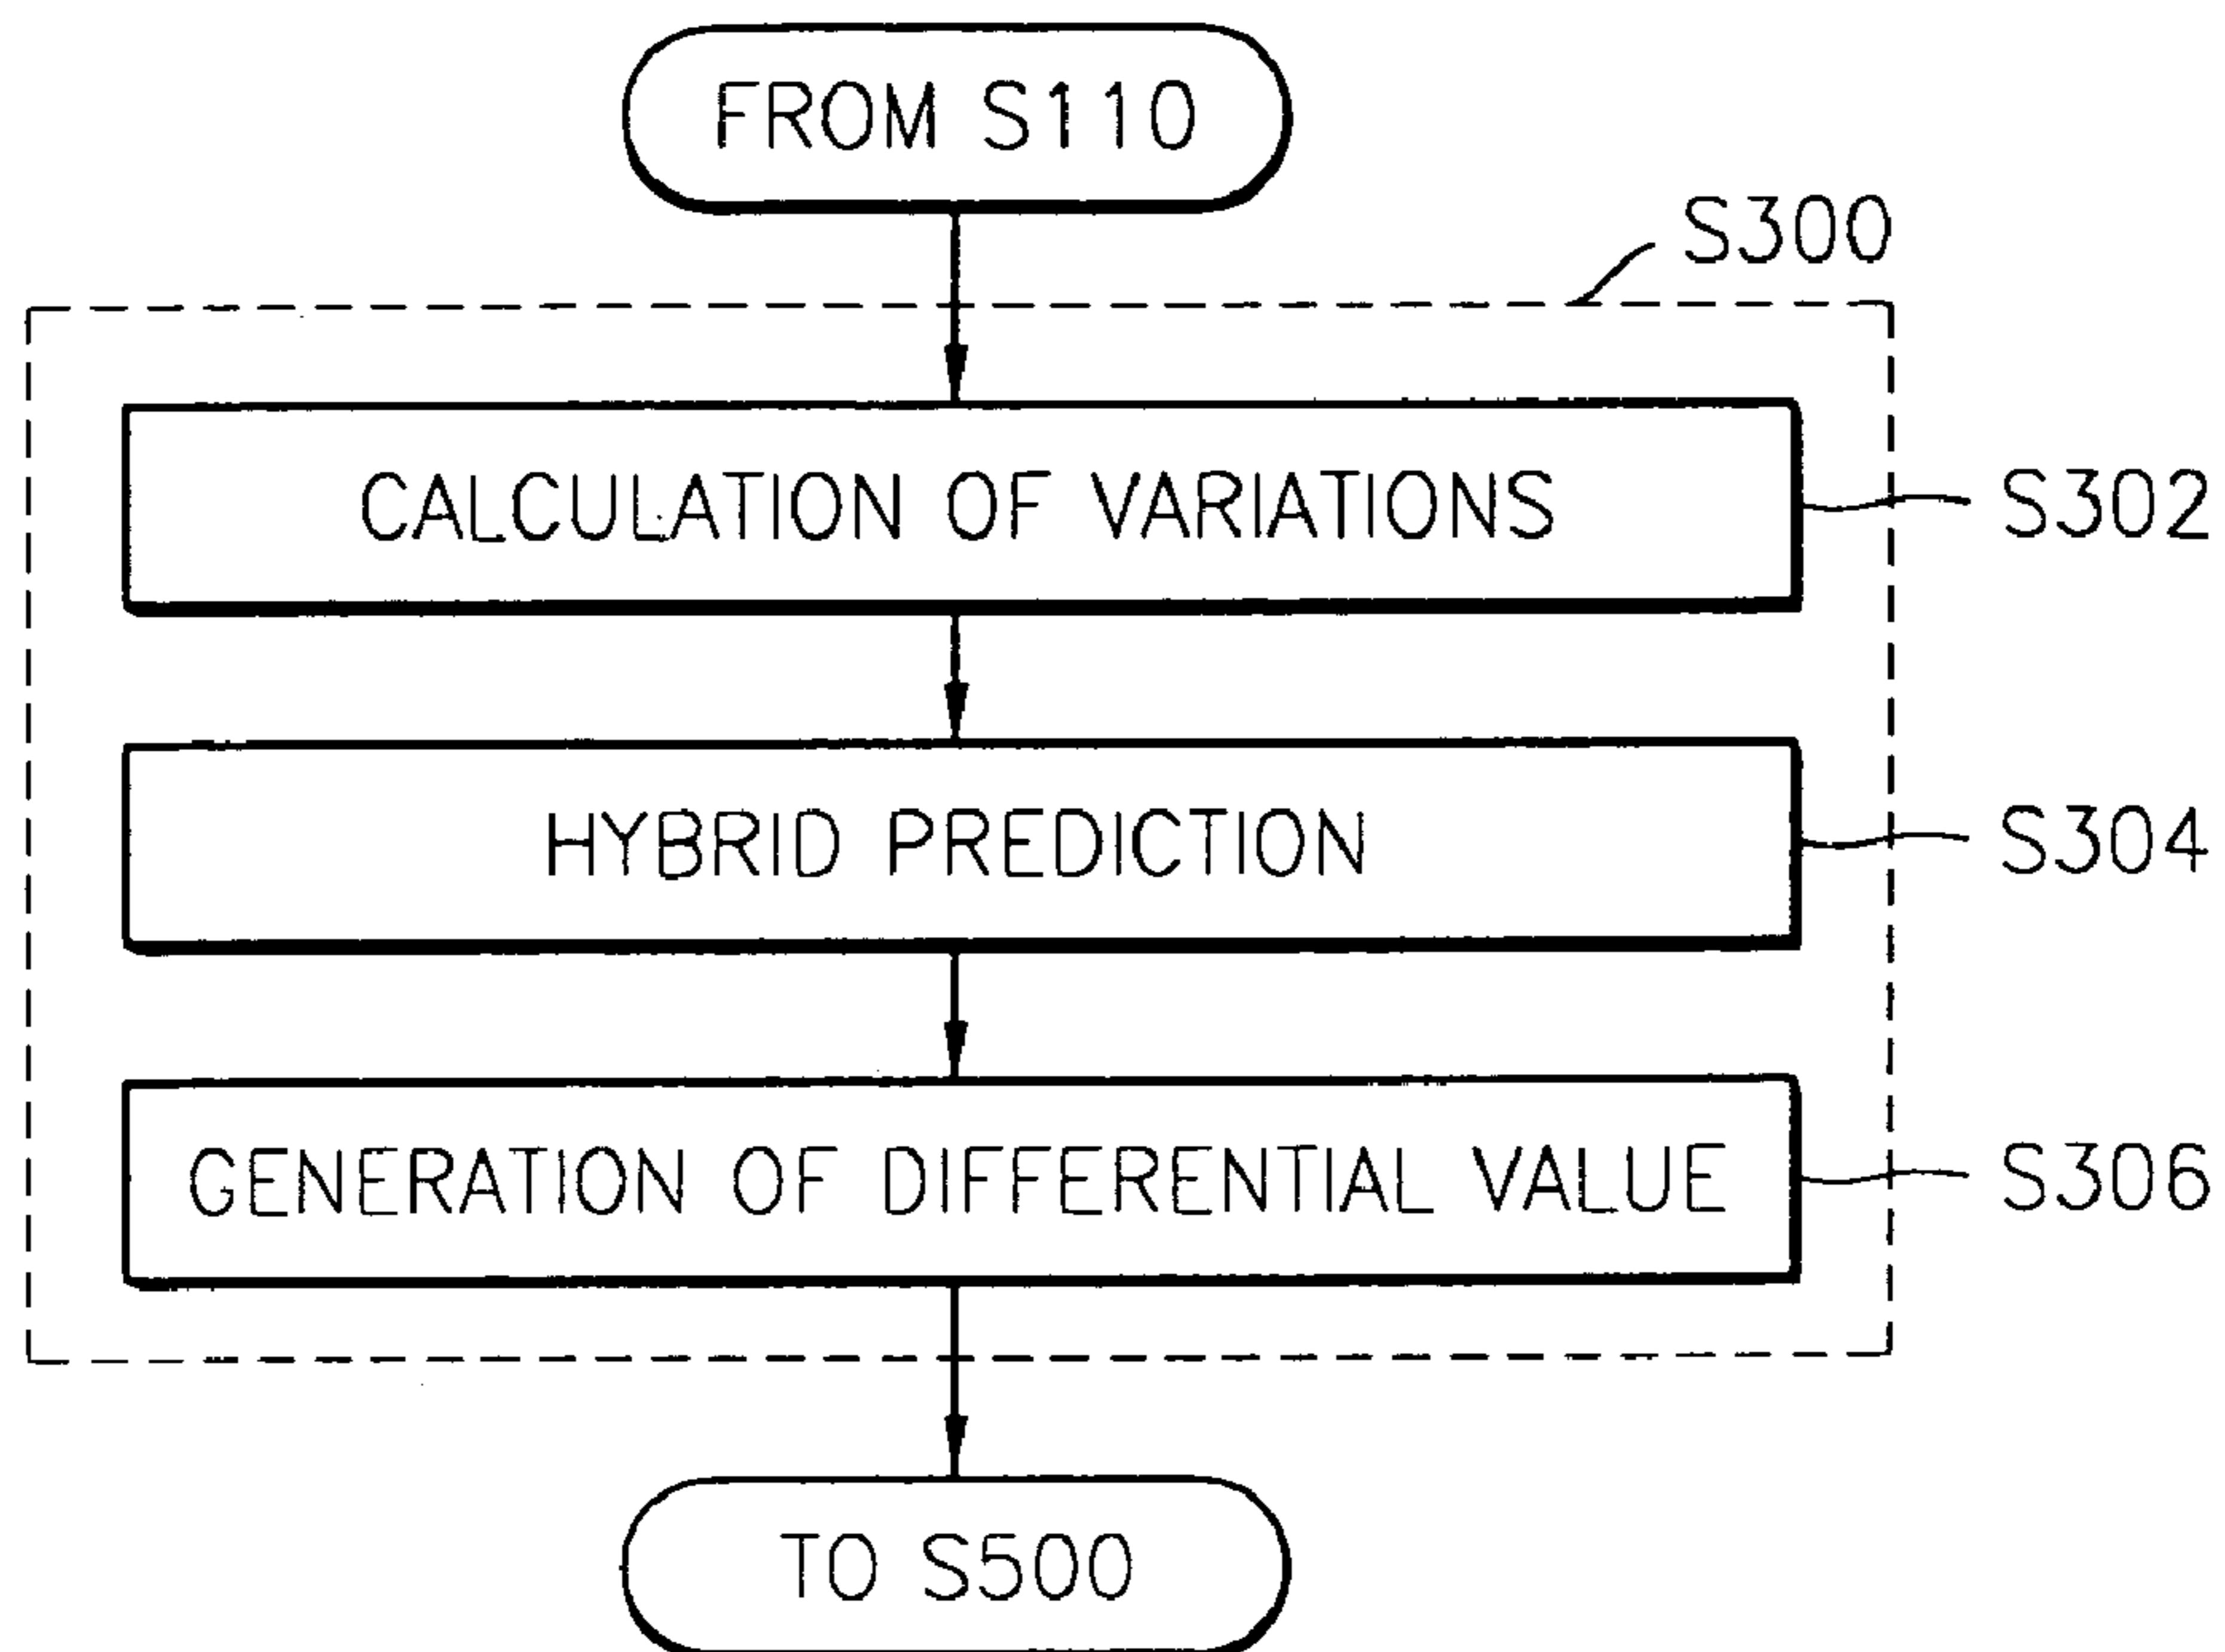 FROM S110
S300
CALCULATION OF VARIATIONS
S302
HYBRID PREDICTION
S304
GENERATION OF DIFFERENTIAL VALUE
S306
TO S500